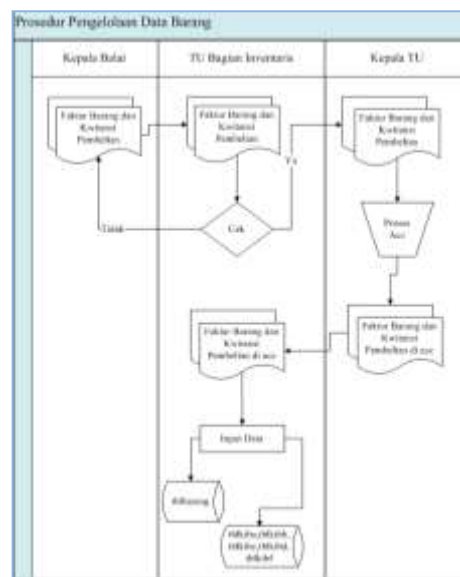 Prosedur Pengelolaan Data Barang
Kepala Balai
TU Bagian Inventaris
Kepala TU
Faktur Barang dan
Kwitansi
Pembelian
Faktur Barang dan
Kwitansi
Pembelian
Faktur Barang dan
Kwitansi
Pembelian
Ya
Tidak
Cek
Proses
Acc
Faktur Barang dan
Kwitansi
Pembelian di acc
Faktur Barang dan
Kwitansi
Pembelian di acc
Input Data
tblbarang